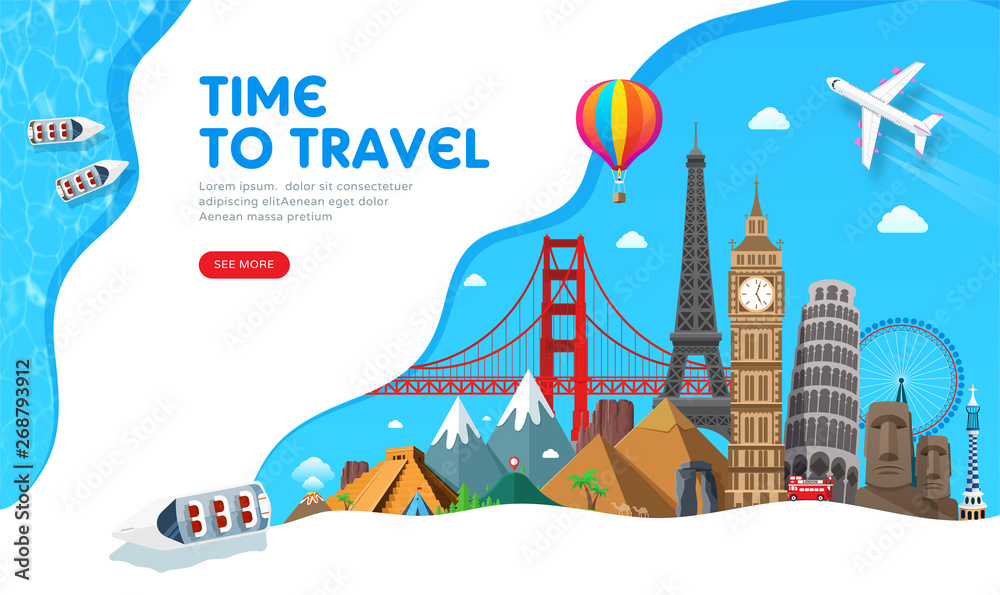 TIME
TO TRAVEL
Lorem ipsum. dolor sit consectetuer
adipiscing elitAenean eget dolor
Aenean massa pretium
SEE MORE
LONDON
Adobe Stock | #268793912